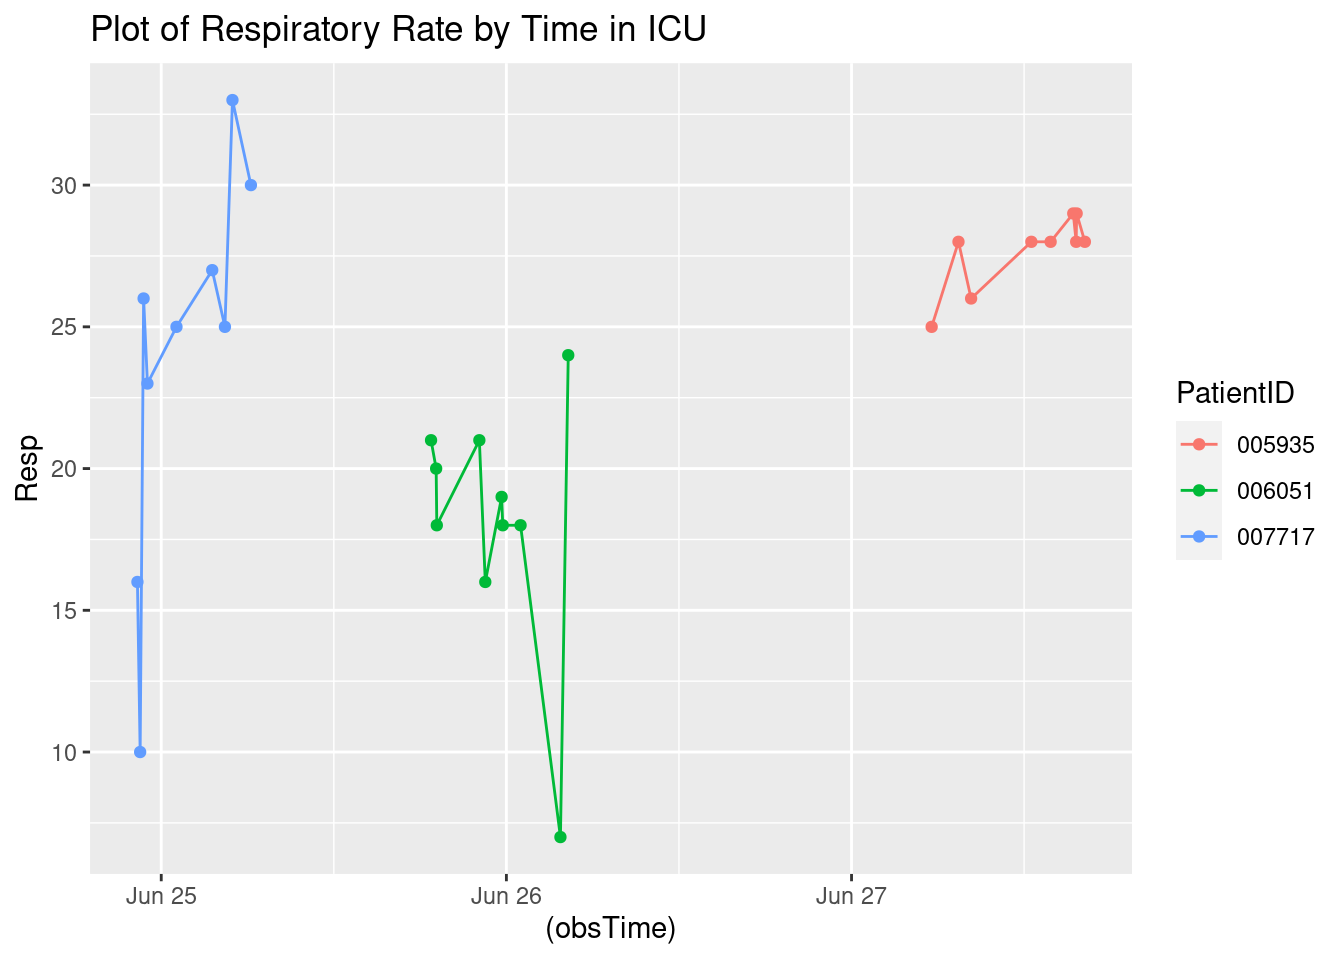 Plot of Respiratory Rate by Time in ICU
Resp
30
25
20
15
10
Jun 25
Jun 26
Jun 27
(obsTime)
PatientID
005935
006051
007717